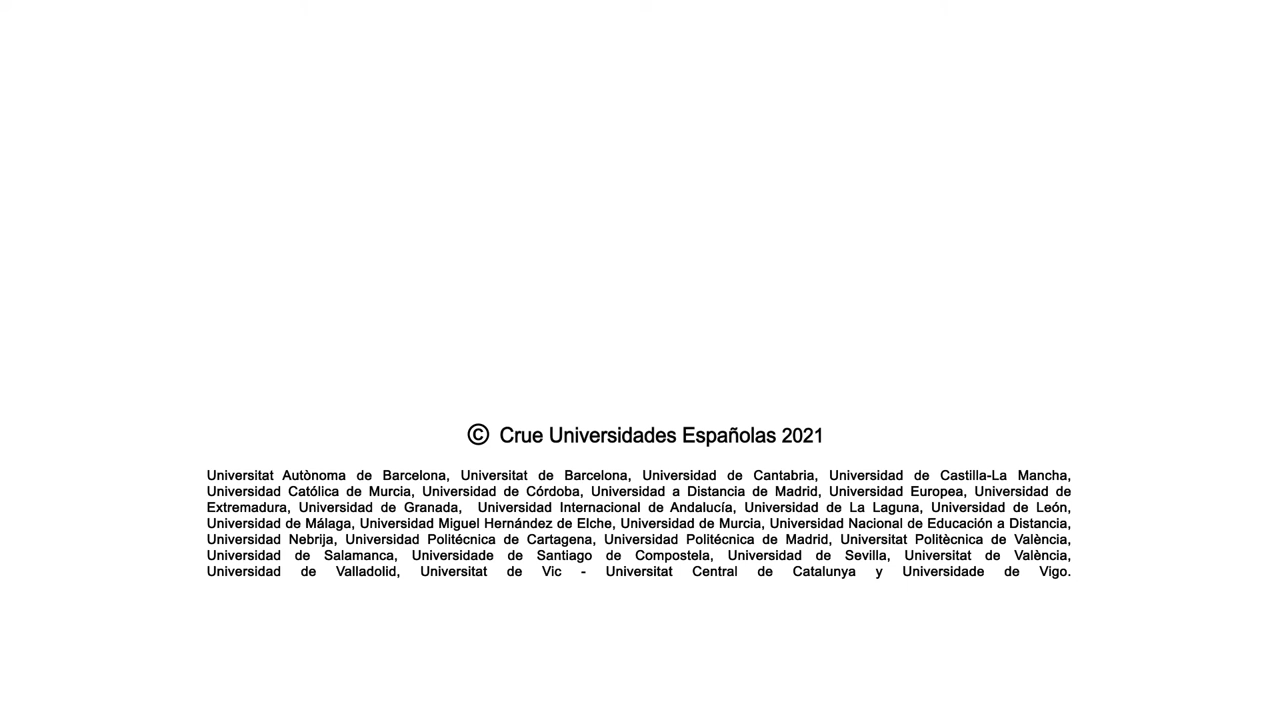 © Crue Universidades Españolas 2021
Universitat Autònoma de Barcelona, Universitat de Barcelona, Universidad de Cantabria, Universidad de Castilla-La Mancha,
Universidad Católica de Murcia, Universidad de Córdoba, Universidad a Distancia de Madrid, Universidad Europea, Universidad de
Extremadura, Universidad de Granada, Universidad Internacional de Andalucía, Universidad de La Laguna, Universidad de León,
Universidad de Málaga, Universidad Miguel Hernández de Elche, Universidad de Murcia, Universidad Nacional de Educación a Distancia,
Universidad Nebrija, Universidad Politécnica de Cartagena, Universidad Politécnica de Madrid, Universitat Politècnica de València,
Universidad de Salamanca, Universidade de Santiago de Compostela, Universidad de Sevilla, Universitat de València,
Universidad de Valladolid, Universitat de Vic - Universitat Central de Catalunya y Universidade de Vigo.